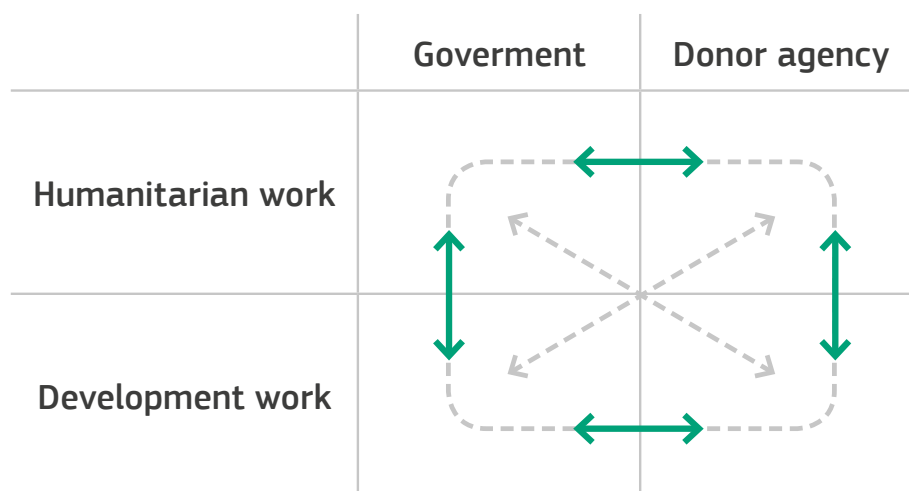 Goverment
Donor agency
Humanitarian work
Development work